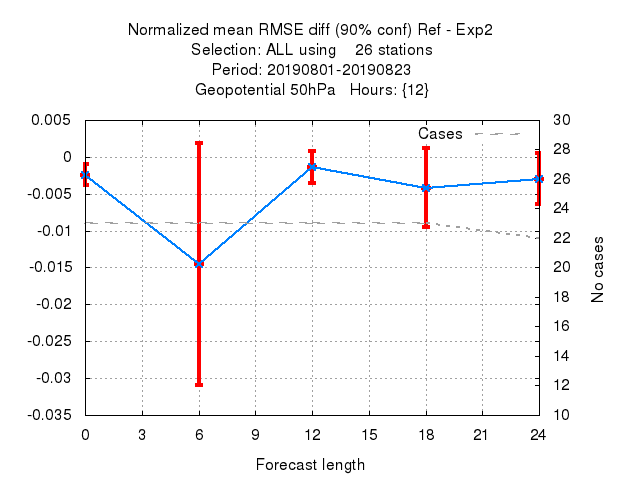 Normalized mean RMSE diff (90% conf) Ref - Exp2
Selection: ALL using    26 stations
Period: 20190801-20190823
Geopotential 50hPa   Hours: {12}
0.005
0
-0.005
-0.01
-0.015
-0.02
-0.025
-0.03
-0.035
Cases
30
28
26
24
22
20
18
16
14
12
10
No cases
0 3 6 9 12 15 18 21 24
Forecast length